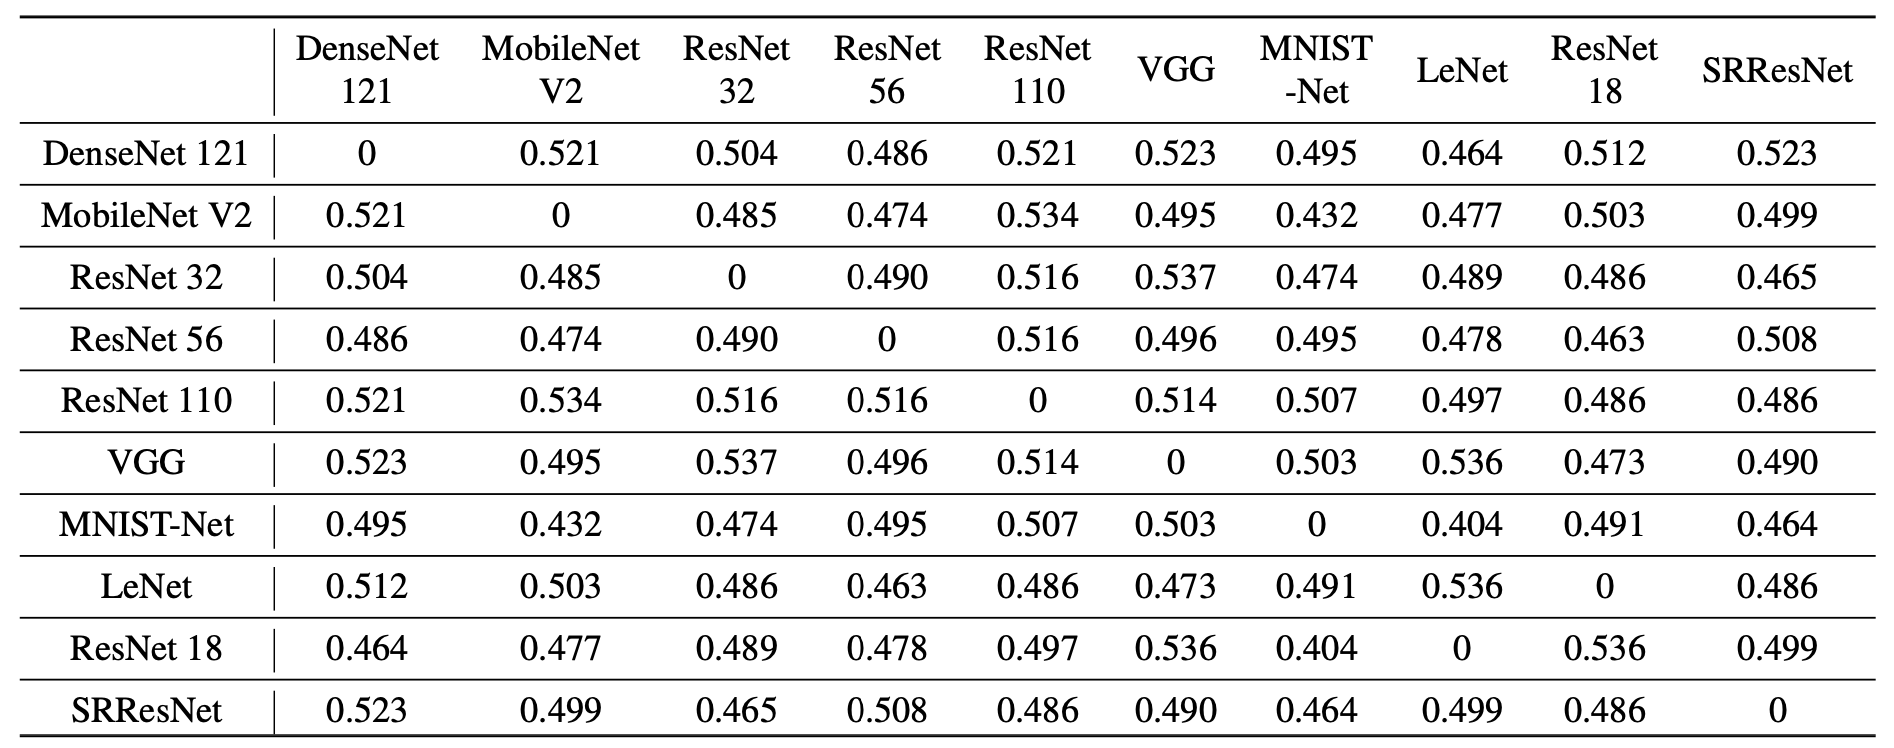 DenseNet 121 MobileNet V2 ResNet 32 ResNet 56 ResNet 110 VGG MNIST -Net LeNet ResNet 18 SRResNet
DenseNet 121 0 0.521 0.504 0.486 0.521 0.523 0.495 0.464 0.512 0.523
MobileNet V2 0.521 0 0.485 0.474 0.534 0.495 0.432 0.477 0.503 0.499
ResNet 32 0.504 0.485 0 0.490 0.516 0.537 0.474 0.489 0.486 0.465
ResNet 56 0.486 0.474 0.490 0 0.516 0.496 0.495 0.478 0.463 0.508
ResNet 110 0.521 0.534 0.516 0.516 0 0.514 0.507 0.497 0.486 0.486
VGG 0.523 0.495 0.537 0.496 0.514 0 0.503 0.536 0.473 0.490
MNIST-Net 0.495 0.432 0.474 0.495 0.507 0.503 0 0.404 0.491 0.464
LeNet 0.512 0.503 0.486 0.463 0.486 0.473 0.491 0.536 0 0.486
ResNet 18 0.464 0.477 0.489 0.478 0.497 0.536 0.404 0 0.536 0.499
SRResNet 0.523 0.499 0.465 0.508 0.486 0.490 0.464 0.499 0.486 0